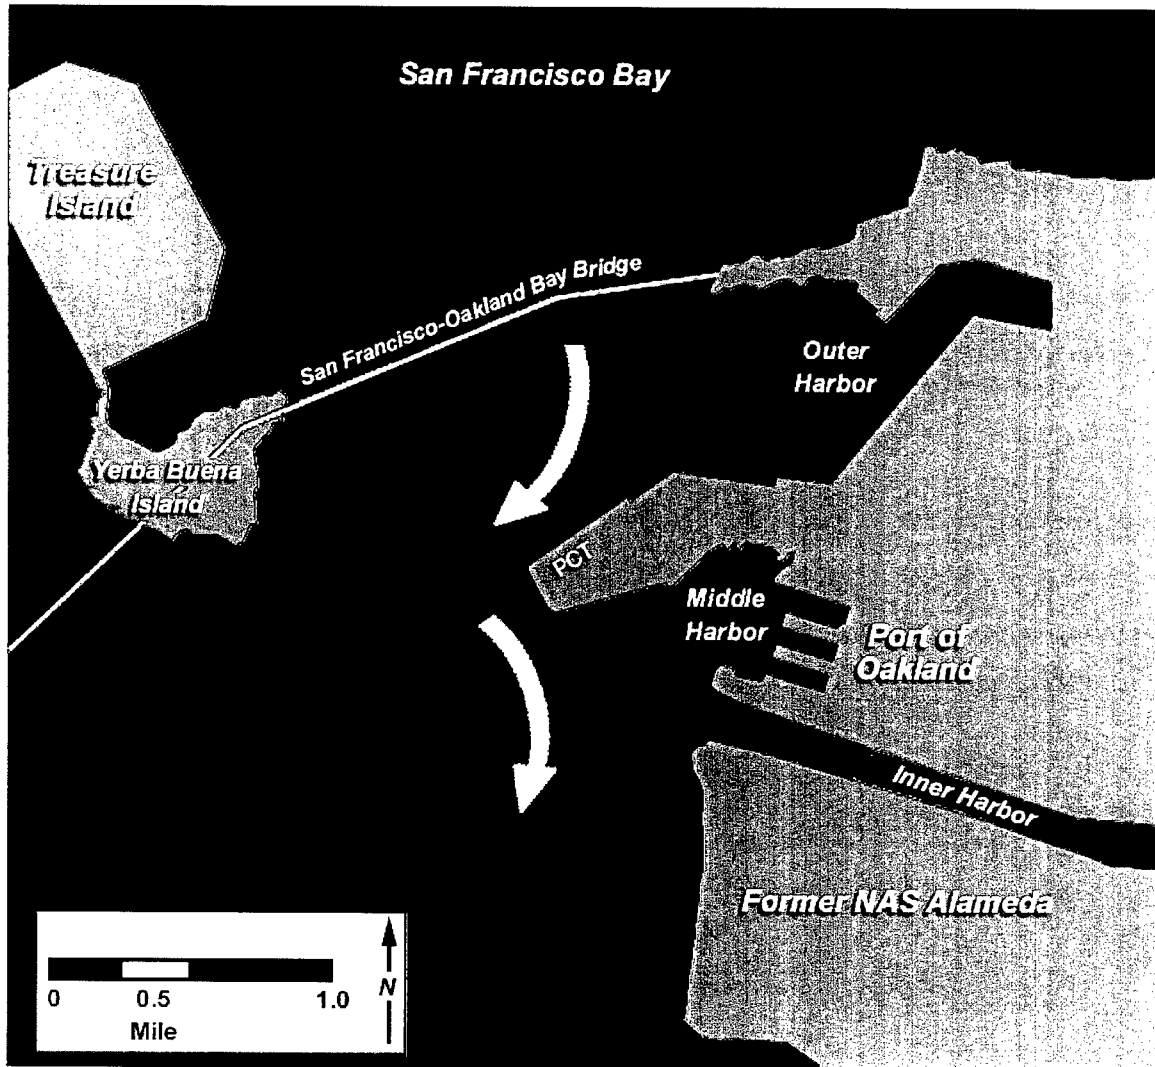 San Francisco Bay
Treasure
Island
San Francisco-Oakland Bay Bridge
Outer
Harbor
Yerba Buena
Island
PCT
Middle
Harbor
Port of
Oakland
Inner Harbor
Former NAS Alameda
N
0 0.5 1.0
Mile